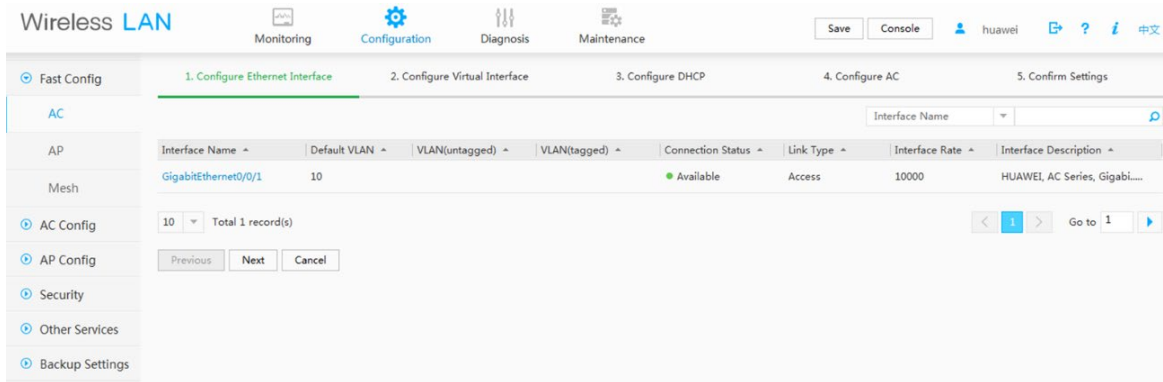 Wireless LAN
Monitoring
Configuration
Diagnosis
Maintenance
Save
Console
huawei
?
i
中文
Fast Config
AC
AP
Mesh
AC Config
AP Config
Security
Other Services
Backup Settings
1. Configure Ethernet Interface
2. Configure Virtual Interface
3. Configure DHCP
4. Configure AC
5. Confirm Settings
Interface Name
Interface Name Default VLAN VLAN(untagged) VLAN(tagged) Connection Status Link Type Interface Rate Interface Description
GigabitEthernet0/0/1 10 Available Access 10000 HUAWEI, AC Series, Gigabi.....
10 Total 1 record(s)
< 1 > Go to 1
Previous Next Cancel